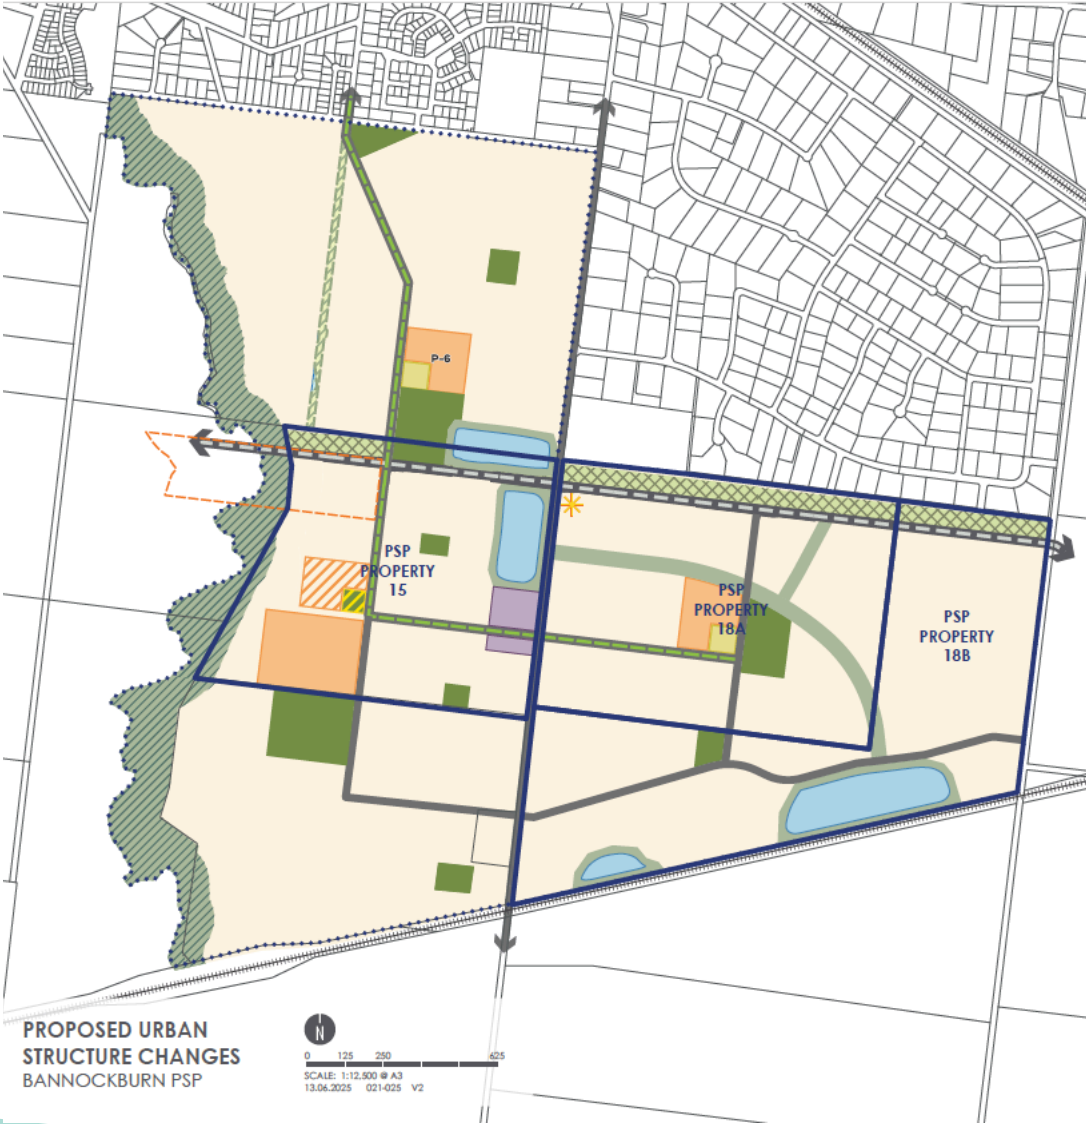 P-6
PSP
PROPERTY
15
PSP
PROPERTY
18A
PSP
PROPERTY
18B
PROPOSED URBAN
STRUCTURE CHANGES
BANNOCKBURN PSP
N
0 125 250 625
SCALE: 1:12,500 @ A3
13.06.2025 021-025 V2